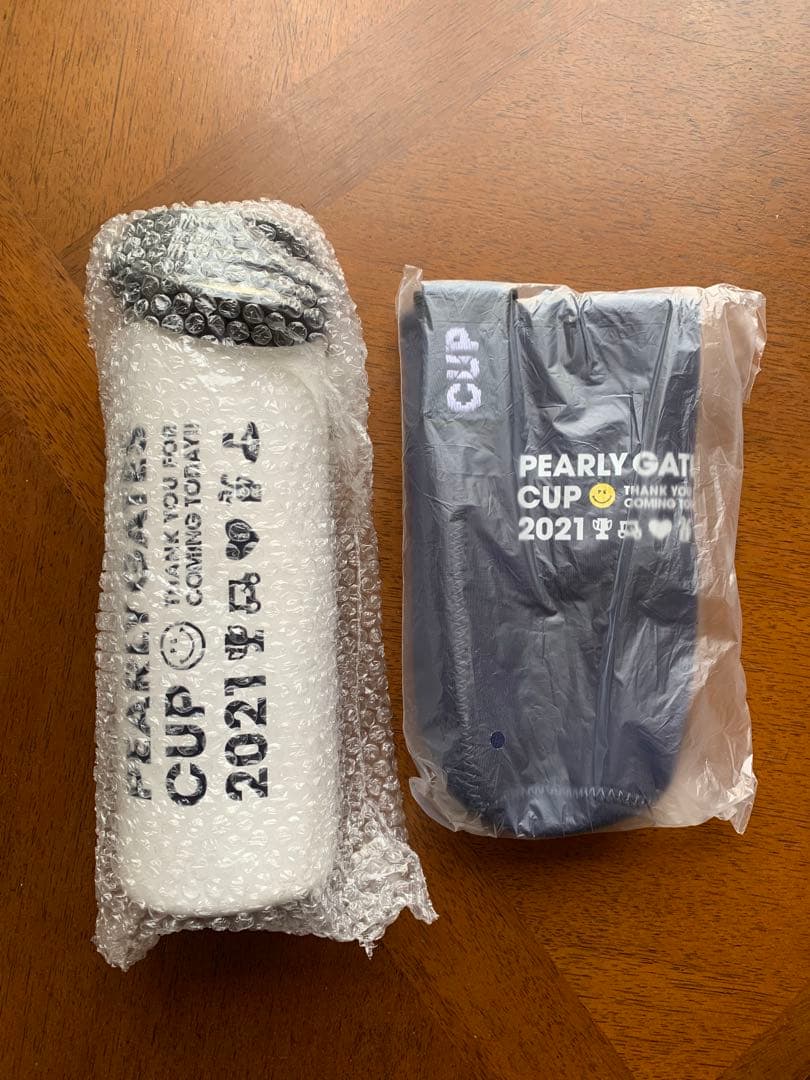 PEARLY GATES
CUP
THANK YOU FOR
COMING TODAY!!
2021
CUP
PEARLY GAT
CUP
THANK YOU
COMING TO
2021